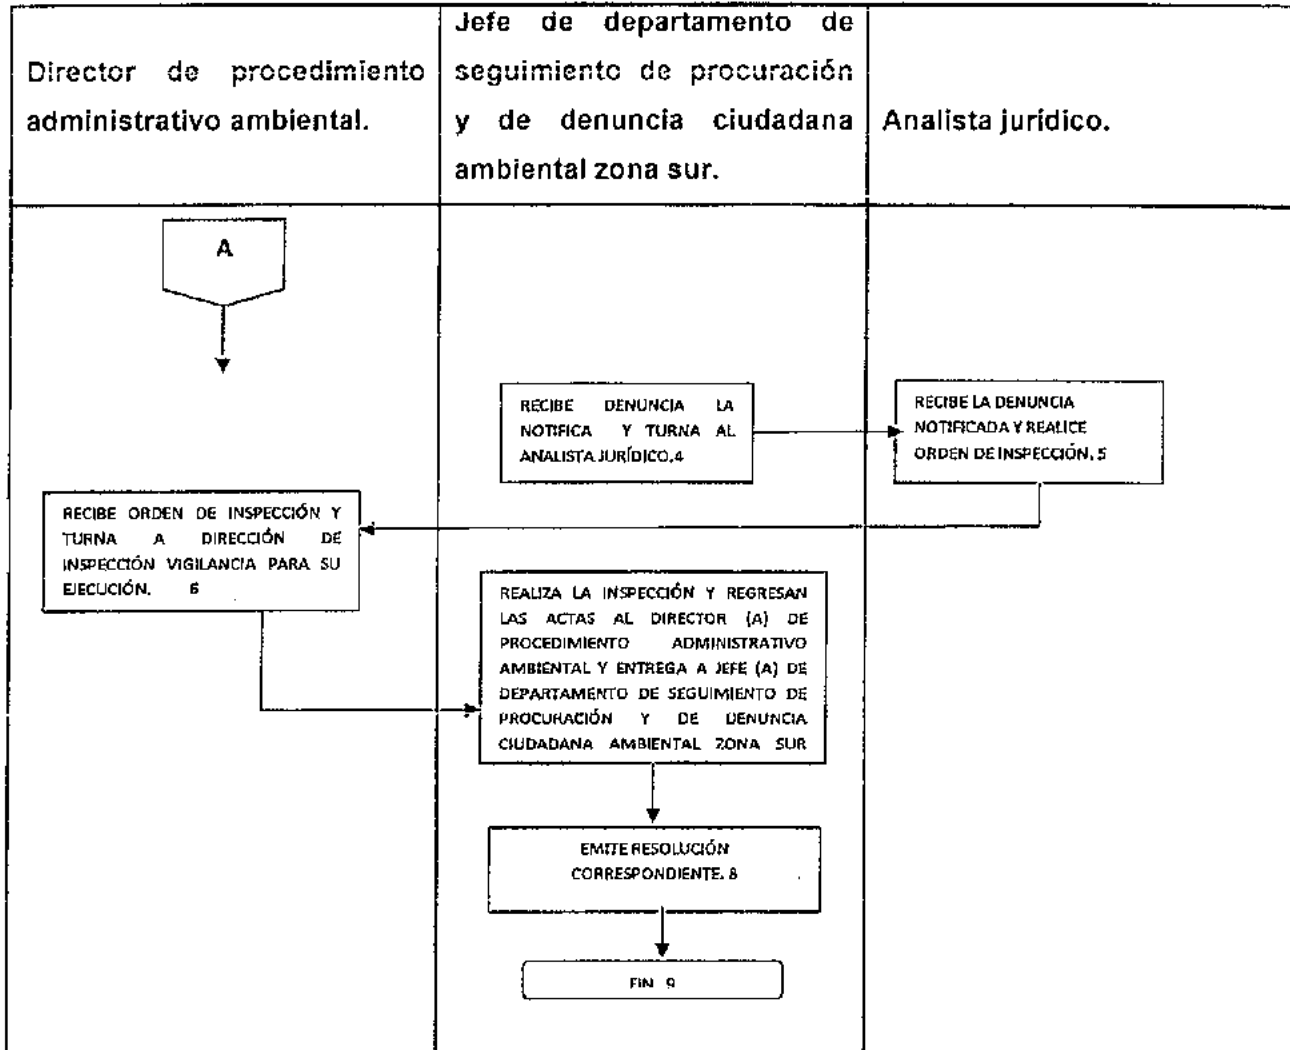 Director de procedimiento
administrativo ambiental.
Jefe de departamento de
seguimiento de procuración
y de denuncia ciudadana
ambiental zona sur.
Analista jurídico.
A
RECIBE DENUNCIA LA
NOTIFICA Y TURNA AL
ANALISTA JURÍDICO.4
RECIBE LA DENUNCIA
NOTIFICADA Y REALICE
ORDEN DE INSPECCIÓN. 5
RECIBE ORDEN DE INSPECCIÓN Y
TURNA A DIRECCIÓN DE
INSPECCIÓN VIGILANCIA PARA SU
EJECUCIÓN. 6
REALIZA LA INSPECCIÓN Y REGRESAN
LAS ACTAS AL DIRECTOR (A) DE
PROCEDIMIENTO ADMINISTRATIVO
AMBIENTAL Y ENTREGA A JEFE (A) DE
DEPARTAMENTO DE SEGUIMIENTO DE
PROCURACIÓN Y DE DENUNCIA
CIUDADANA AMBIENTAL ZONA SUR
EMITE RESOLUCIÓN
CORRESPONDIENTE. 8
FIN 9